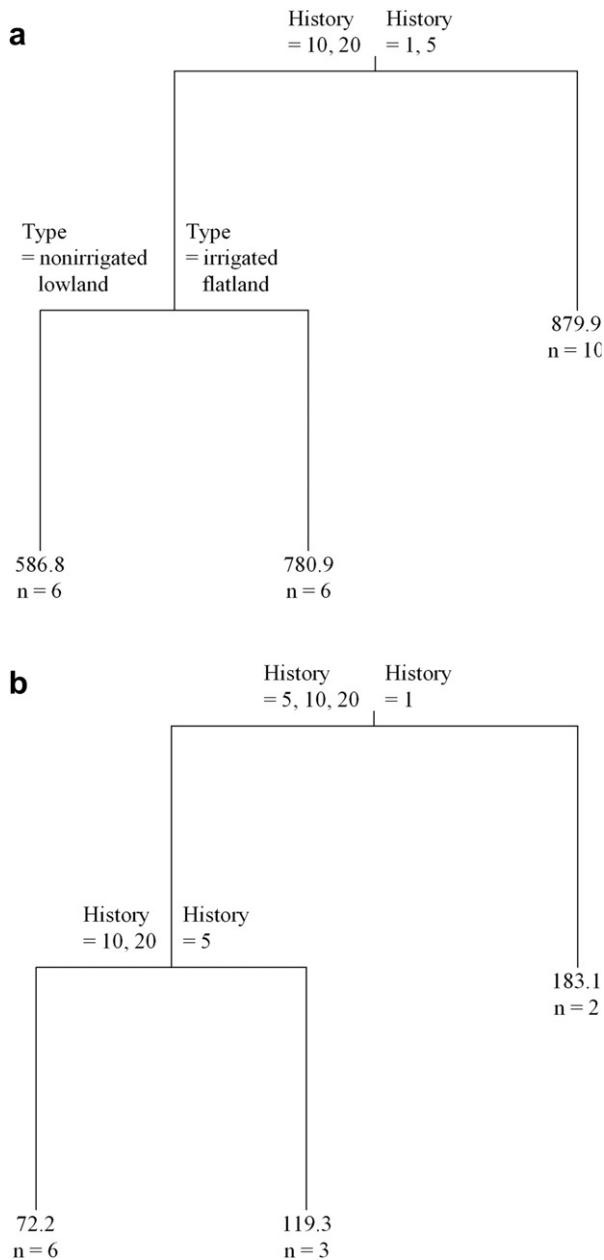 a
History
= 10, 20
History
= 1, 5
Type
= nonirrigated
lowland
Type
= irrigated
flatland
879.9
n = 10
586.8
n = 6
780.9
n = 6
b
History
= 5, 10, 20
History
= 1
History
= 10, 20
History
= 5
183.1
n = 2
72.2
n = 6
119.3
n = 3